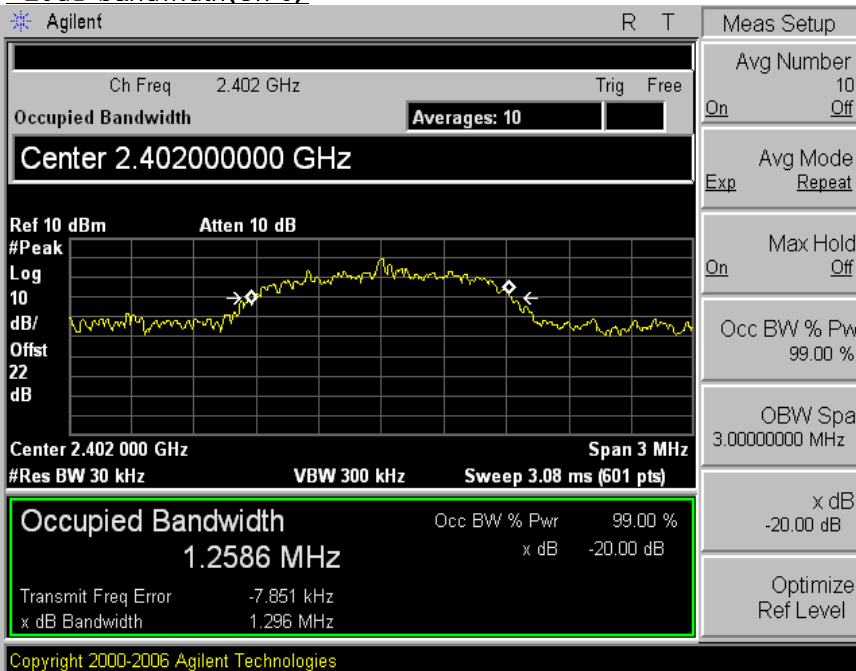 Agilent R T Meas Setup
Ch Freq 2.402 GHz Trig Free
Occupied Bandwidth Averages: 10
Center 2.402000000 GHz
Ref 10 dBm Atten 10 dB
#Peak
Log
10
dB/
Offst
22
dB
Center 2.402 000 GHz Span 3 MHz
#Res BW 30 kHz VBW 300 kHz Sweep 3.08 ms (601 pts)
Occupied Bandwidth Occ BW % Pwr 99.00 %
1.2586 MHz x dB -20.00 dB
Transmit Freq Error -7.851 kHz
x dB Bandwidth 1.296 MHz
Copyright 2000-2006 Agilent Technologies
Avg Number
10
On Off
Avg Mode
Exp Repeat
Max Hold
On Off
Occ BW % Pw
99.00 %
OBW Spa
3.00000000 MHz
x dB
-20.00 dB
Optimize
Ref Level